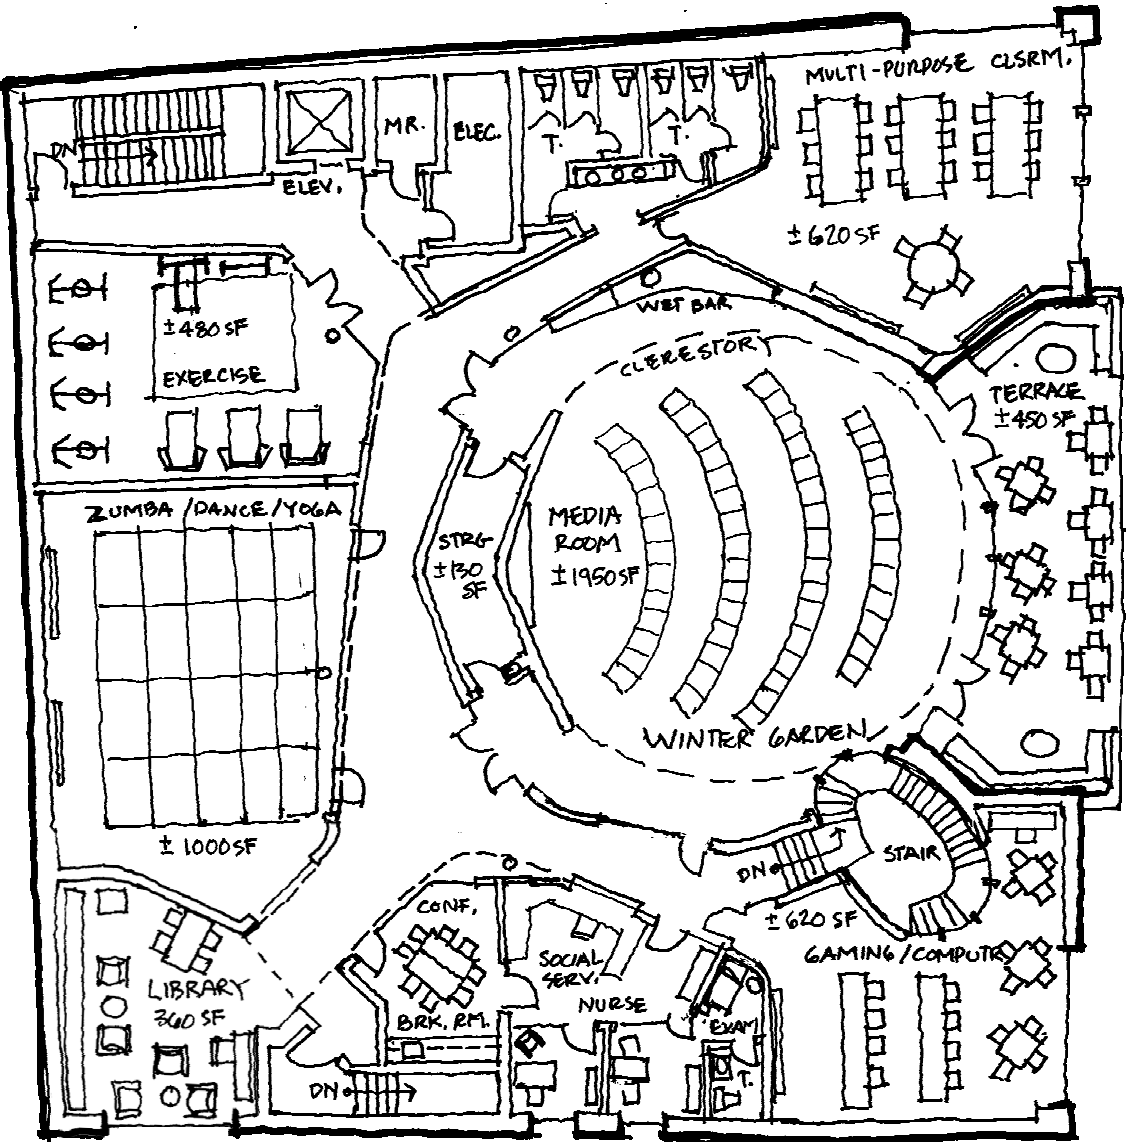 MULTI-PURPOSE CLSRM.
±620 SF
DN
ELEV.
MR.
ELEC.
T.
T.
±480 SF
EXERCISE
WET BAR
CLERESTORY
TERRACE
±450 SF
ZUMBA/DANCE/YOGA
STRG
±130
SF
MEDIA
ROOM
±1950 SF
WINTER GARDEN
±1000 SF
STAIR
DN
±620 SF
GAMING/COMPUTR
CONF.
SOCIAL
SERV.
LIBRARY
360 SF
BRK. RM.
NURSE
EXAM
T.
DN